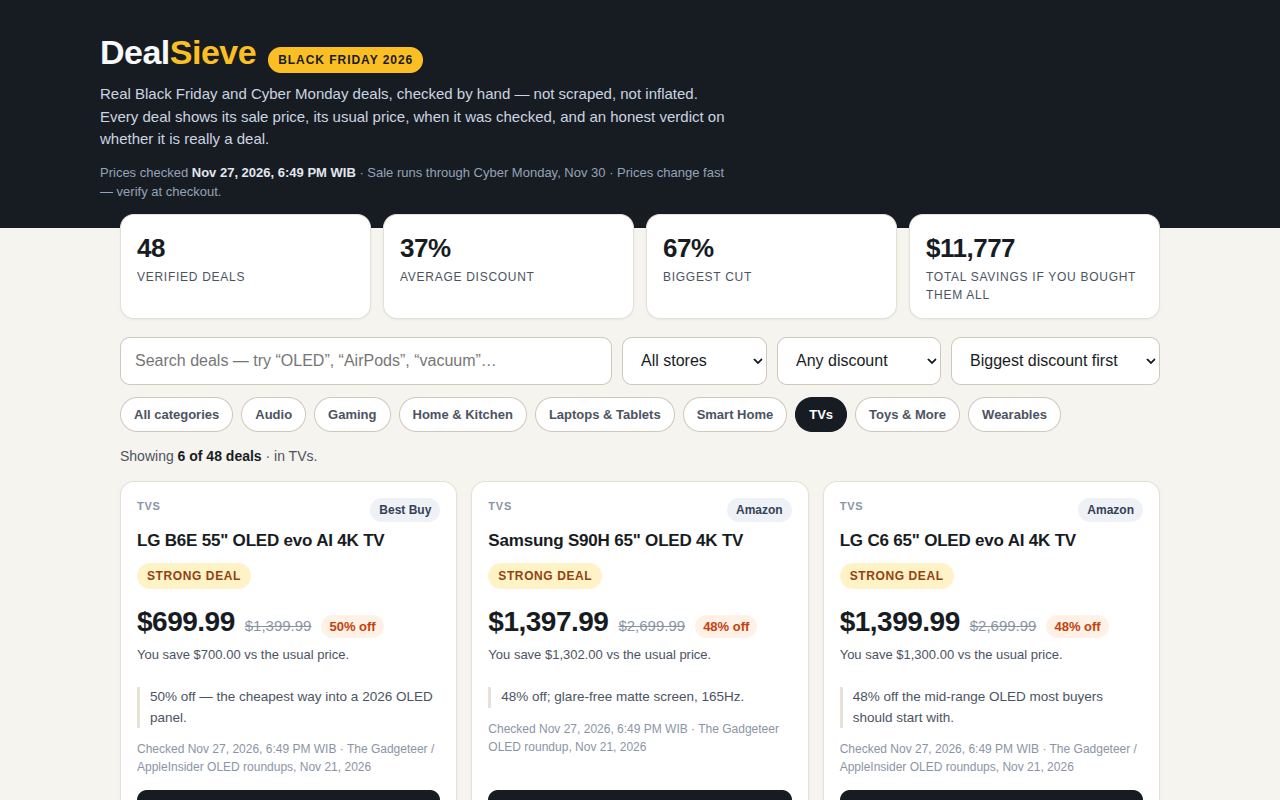 DealSieve BLACK FRIDAY 2026
Real Black Friday and Cyber Monday deals, checked by hand — not scraped, not inflated.
Every deal shows its sale price, its usual price, when it was checked, and an honest verdict on
whether it is really a deal.
Prices checked Nov 27, 2026, 6:49 PM WIB · Sale runs through Cyber Monday, Nov 30 · Prices change fast
— verify at checkout.
48
VERIFIED DEALS
37%
AVERAGE DISCOUNT
67%
BIGGEST CUT
$11,777
TOTAL SAVINGS IF YOU BOUGHT
THEM ALL
Search deals — try “OLED”, “AirPods”, “vacuum”…
All stores
Any discount
Biggest discount first
All categories
Audio
Gaming
Home & Kitchen
Laptops & Tablets
Smart Home
TVs
Toys & More
Wearables
Showing 6 of 48 deals · in TVs.
TVS
Best Buy
LG B6E 55" OLED evo AI 4K TV
STRONG DEAL
$699.99 $1,399.99 50% off
You save $700.00 vs the usual price.
50% off — the cheapest way into a 2026 OLED
panel.
Checked Nov 27, 2026, 6:49 PM WIB · The Gadgeteer /
AppleInsider OLED roundups, Nov 21, 2026
TVS
Amazon
Samsung S90H 65" OLED 4K TV
STRONG DEAL
$1,397.99 $2,699.99 48% off
You save $1,302.00 vs the usual price.
48% off; glare-free matte screen, 165Hz.
Checked Nov 27, 2026, 6:49 PM WIB · The Gadgeteer
OLED roundup, Nov 21, 2026
TVS
Amazon
LG C6 65" OLED evo AI 4K TV
STRONG DEAL
$1,399.99 $2,699.99 48% off
You save $1,300.00 vs the usual price.
48% off the mid-range OLED most buyers
should start with.
Checked Nov 27, 2026, 6:49 PM WIB · The Gadgeteer /
AppleInsider OLED roundups, Nov 21, 2026